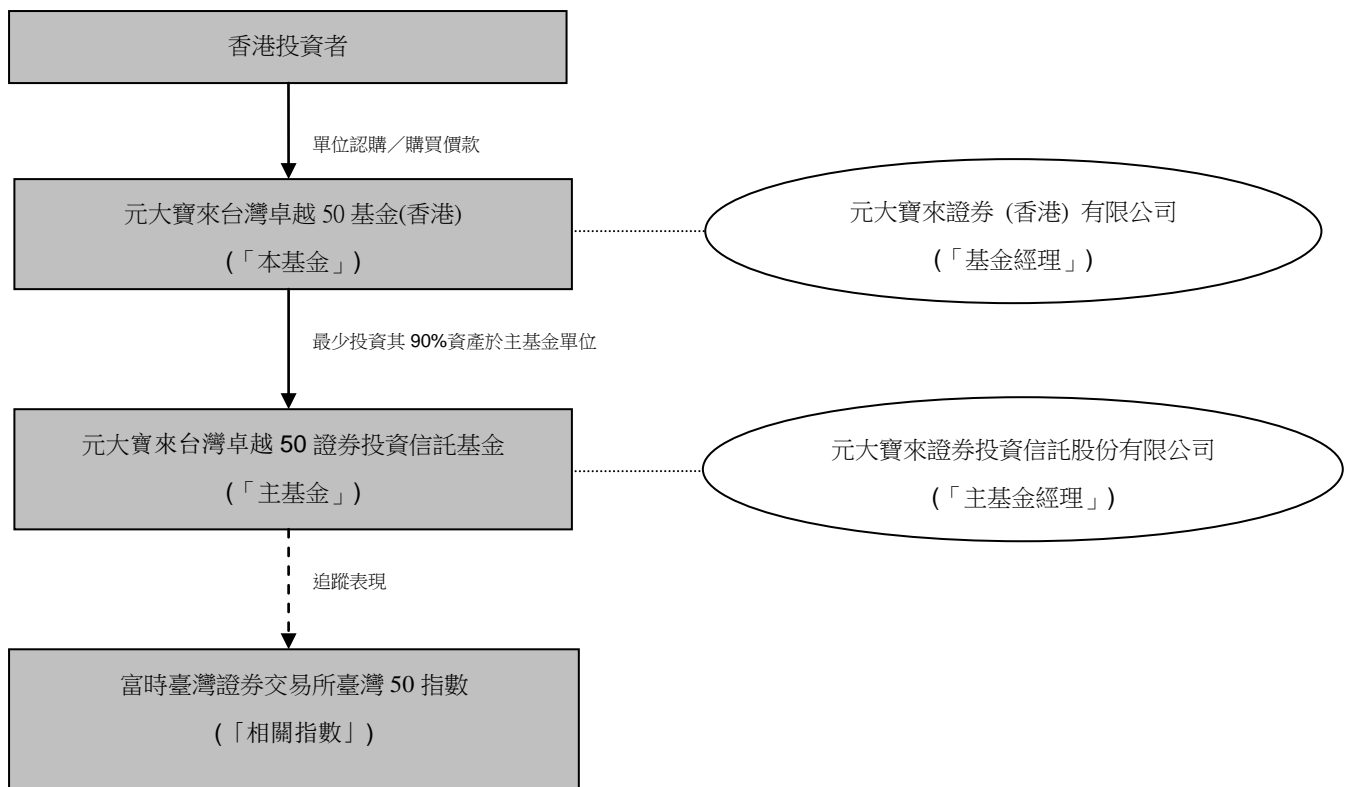 香港投資者
單位認購／購買價款
元大寶來台灣卓越 50 基金(香港)
(「本基金」)
元大寶來證券 (香港) 有限公司
(「基金經理」)
最少投資其 90%資產於主基金單位
元大寶來台灣卓越 50 證券投資信託基金
(「主基金」)
元大寶來證券投資信託股份有限公司
(「主基金經理」)
追蹤表現
富時臺灣證券交易所臺灣 50 指數
(「相關指數」)